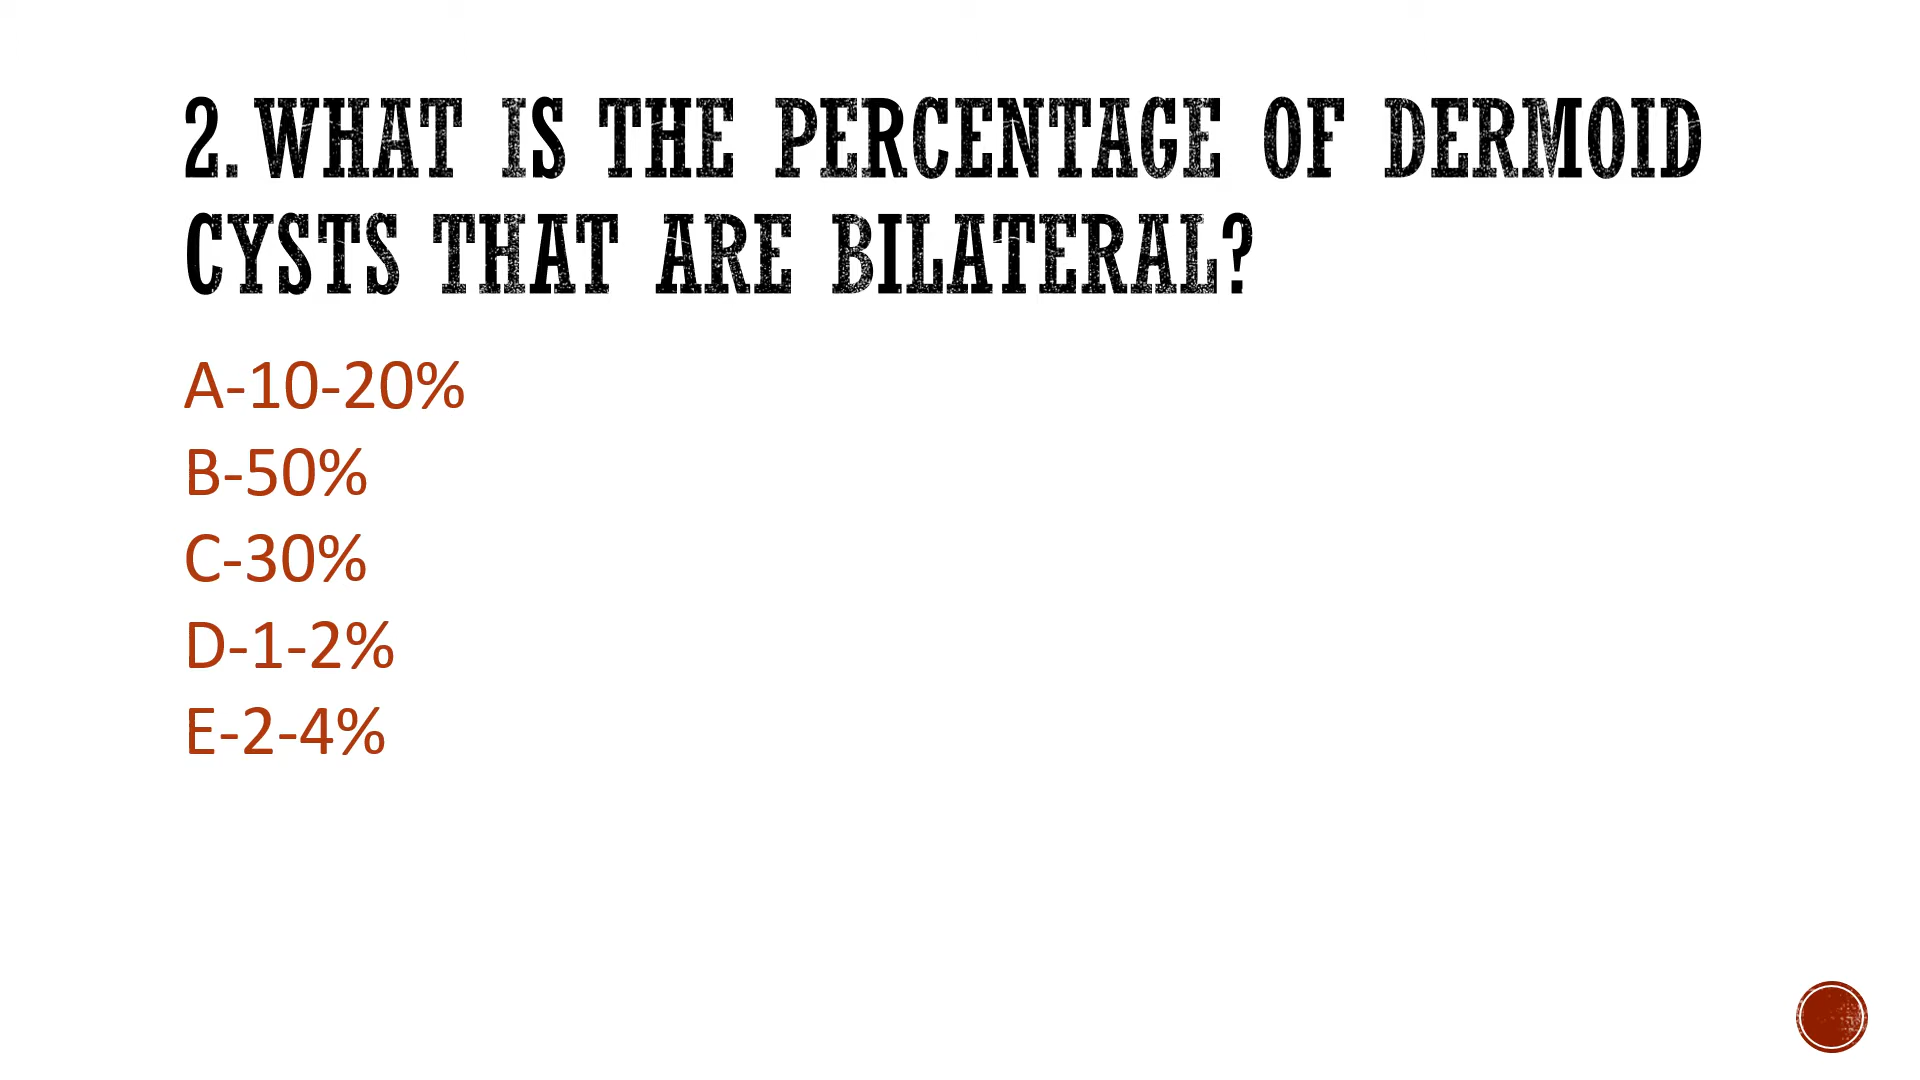 2. WHAT IS THE PERCENTAGE OF DERMOID
CYSTS THAT ARE BILATERAL?
A-10-20%
B-50%
C-30%
D-1-2%
E-2-4%